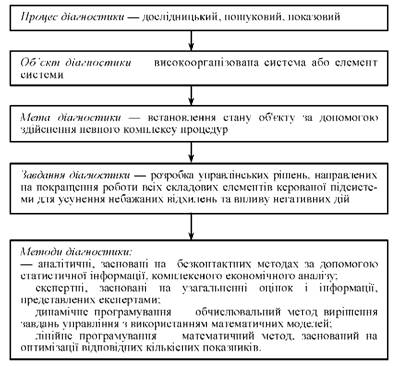 Процес діагностики — дослідницький, пошуковий, показовий
Об'єкт діагностики високоорганізована система або елемент
системи
Мета діагностики — встановлення стану об'єкту за допомогою
здійснення певного комплексу процедур
Завдання діагностики — розробка управлінських рішень, направлених
на покращення роботи всіх складових елементів керованої підсисте-
ми для усунення небажаних відхилень та впливу негативних дій
Методи діагностики:
— аналітичні, засновані на безконтактних методах за допомогою
статистичної інформації, комплексного економічного аналізу;
експертні, засновані на узагальненні оцінок і інформації,
представлених експертами;
динамічне програмування обчислювальний метод вирішення
завдань управління з використанням математичних моделей;
лінійне програмування математичний метод, заснований на
оптимізації відповідних кількісних показників.